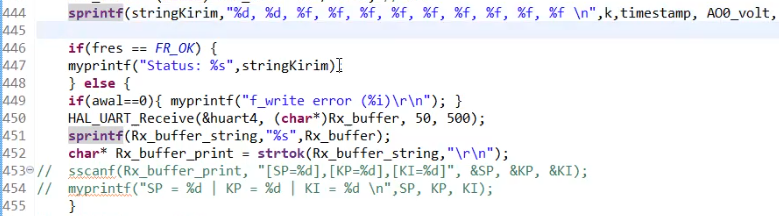 444 sprintf(stringKirim,"%d, %d, %f, %f, %f, %f, %f, %f, %f, %f \n",k,timestamp, AO0_volt,
445
446 if(fres == FR_OK) {
447 myprintf("Status: %s",stringKirim)
448 } else {
449 if(awal==0){ myprintf("f_write error (%i)\r\n"); }
450 HAL_UART_Receive(&huart4, (char*)Rx_buffer, 50, 500);
451 sprintf(Rx_buffer_string,"%s",Rx_buffer);
452 char* Rx_buffer_print = strtok(Rx_buffer_string,"\r\n");
453 // sscanf(Rx_buffer_print, "[SP=%d],[KP=%d],[KI=%d]", &SP, &KP, &KI);
454 // myprintf("SP = %d | KP = %d | KI = %d \n",SP, KP, KI);
455 }